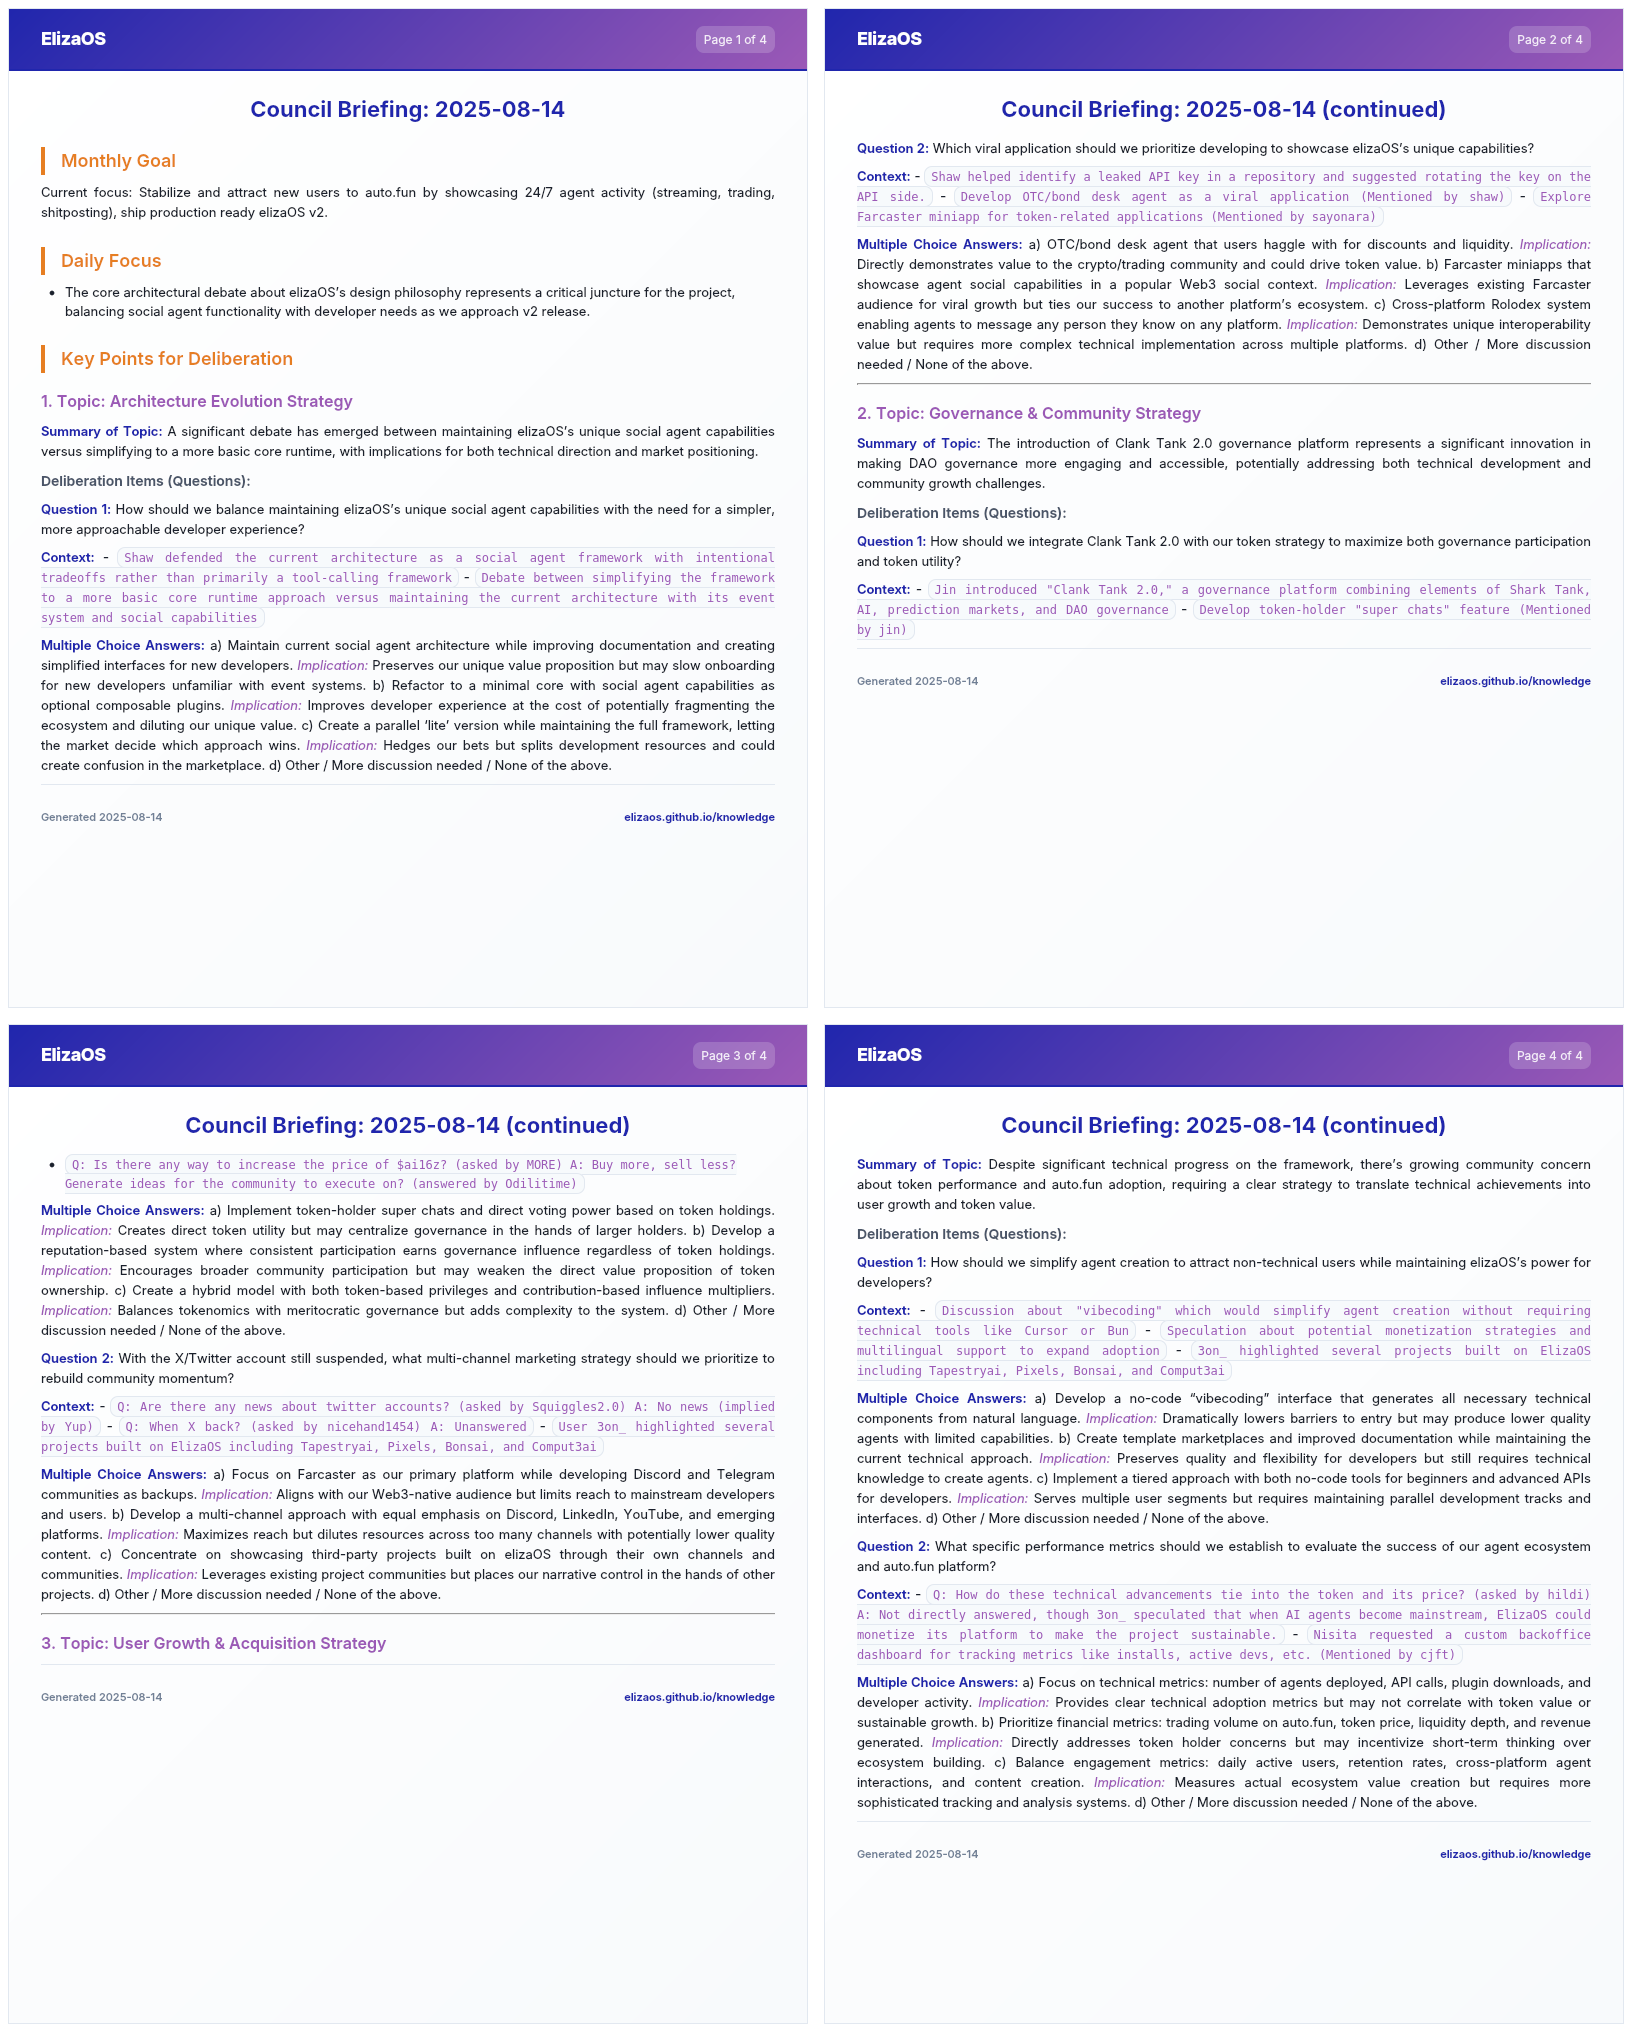 ElizaOS
Page 1 of 4
Council Briefing: 2025-08-14
Monthly Goal
Current focus: Stabilize and attract new users to auto.fun by showcasing 24/7 agent activity (streaming, trading,
shitposting), ship production ready elizaOS v2.
Daily Focus
• The core architectural debate about elizaOS’s design philosophy represents a critical juncture for the project,
balancing social agent functionality with developer needs as we approach v2 release.
Key Points for Deliberation
1. Topic: Architecture Evolution Strategy
Summary of Topic: A significant debate has emerged between maintaining elizaOS’s unique social agent capabilities
versus simplifying to a more basic core runtime, with implications for both technical direction and market positioning.
Deliberation Items (Questions):
Question 1: How should we balance maintaining elizaOS’s unique social agent capabilities with the need for a simpler,
more approachable developer experience?
Context: - Shaw defended the current architecture as a social agent framework with intentional
tradeoffs rather than primarily a tool-calling framework - Debate between simplifying the framework
to a more basic core runtime approach versus maintaining the current architecture with its event
system and social capabilities
Multiple Choice Answers: a) Maintain current social agent architecture while improving documentation and creating
simplified interfaces for new developers. Implication: Preserves our unique value proposition but may slow onboarding
for new developers unfamiliar with event systems. b) Refactor to a minimal core with social agent capabilities as
optional composable plugins. Implication: Improves developer experience at the cost of potentially fragmenting the
ecosystem and diluting our unique value. c) Create a parallel ‘lite’ version while maintaining the full framework, letting
the market decide which approach wins. Implication: Hedges our bets but splits development resources and could
create confusion in the marketplace. d) Other / More discussion needed / None of the above.
Generated 2025-08-14
elizaos.github.io/knowledge
ElizaOS
Page 2 of 4
Council Briefing: 2025-08-14 (continued)
Question 2: Which viral application should we prioritize developing to showcase elizaOS’s unique capabilities?
Context: - Shaw helped identify a leaked API key in a repository and suggested rotating the key on the
API side. - Develop OTC/bond desk agent as a viral application (Mentioned by shaw) - Explore
Farcaster miniapp for token-related applications (Mentioned by sayonara)
Multiple Choice Answers: a) OTC/bond desk agent that users haggle with for discounts and liquidity. Implication:
Directly demonstrates value to the crypto/trading community and could drive token value. b) Farcaster miniapps that
showcase agent social capabilities in a popular Web3 social context. Implication: Leverages existing Farcaster
audience for viral growth but ties our success to another platform’s ecosystem. c) Cross-platform Rolodex system
enabling agents to message any person they know on any platform. Implication: Demonstrates unique interoperability
value but requires more complex technical implementation across multiple platforms. d) Other / More discussion
needed / None of the above.
2. Topic: Governance & Community Strategy
Summary of Topic: The introduction of Clank Tank 2.0 governance platform represents a significant innovation in
making DAO governance more engaging and accessible, potentially addressing both technical development and
community growth challenges.
Deliberation Items (Questions):
Question 1: How should we integrate Clank Tank 2.0 with our token strategy to maximize both governance participation
and token utility?
Context: - Jin introduced "Clank Tank 2.0," a governance platform combining elements of Shark Tank,
AI, prediction markets, and DAO governance - Develop token-holder "super chats" feature (Mentioned
by jin)
Generated 2025-08-14
elizaos.github.io/knowledge
ElizaOS
Page 3 of 4
Council Briefing: 2025-08-14 (continued)
• Q: Is there any way to increase the price of $ai16z? (asked by MORE) A: Buy more, sell less?
Generate ideas for the community to execute on? (answered by Odilitime)
Multiple Choice Answers: a) Implement token-holder super chats and direct voting power based on token holdings.
Implication: Creates direct token utility but may centralize governance in the hands of larger holders. b) Develop a
reputation-based system where consistent participation earns governance influence regardless of token holdings.
Implication: Encourages broader community participation but may weaken the direct value proposition of token
ownership. c) Create a hybrid model with both token-based privileges and contribution-based influence multipliers.
Implication: Balances tokenomics with meritocratic governance but adds complexity to the system. d) Other / More
discussion needed / None of the above.
Question 2: With the X/Twitter account still suspended, what multi-channel marketing strategy should we prioritize to
rebuild community momentum?
Context: - Q: Are there any news about twitter accounts? (asked by Squiggles2.0) A: No news (implied
by Yup) - Q: When X back? (asked by nicehand1454) A: Unanswered - User 3on_ highlighted several
projects built on ElizaOS including Tapestryai, Pixels, Bonsai, and Comput3ai
Multiple Choice Answers: a) Focus on Farcaster as our primary platform while developing Discord and Telegram
communities as backups. Implication: Aligns with our Web3-native audience but limits reach to mainstream developers
and users. b) Develop a multi-channel approach with equal emphasis on Discord, LinkedIn, YouTube, and emerging
platforms. Implication: Maximizes reach but dilutes resources across too many channels with potentially lower quality
content. c) Concentrate on showcasing third-party projects built on elizaOS through their own channels and
communities. Implication: Leverages existing project communities but places our narrative control in the hands of other
projects. d) Other / More discussion needed / None of the above.
3. Topic: User Growth & Acquisition Strategy
Generated 2025-08-14
elizaos.github.io/knowledge
ElizaOS
Page 4 of 4
Council Briefing: 2025-08-14 (continued)
Summary of Topic: Despite significant technical progress on the framework, there’s growing community concern
about token performance and auto.fun adoption, requiring a clear strategy to translate technical achievements into
user growth and token value.
Deliberation Items (Questions):
Question 1: How should we simplify agent creation to attract non-technical users while maintaining elizaOS’s power for
developers?
Context: - Discussion about "vibecoding" which would simplify agent creation without requiring
technical tools like Cursor or Bun - Speculation about potential monetization strategies and
multilingual support to expand adoption - 3on_ highlighted several projects built on ElizaOS
including Tapestryai, Pixels, Bonsai, and Comput3ai
Multiple Choice Answers: a) Develop a no-code “vibecoding” interface that generates all necessary technical
components from natural language. Implication: Dramatically lowers barriers to entry but may produce lower quality
agents with limited capabilities. b) Create template marketplaces and improved documentation while maintaining the
current technical approach. Implication: Preserves quality and flexibility for developers but still requires technical
knowledge to create agents. c) Implement a tiered approach with both no-code tools for beginners and advanced APIs
for developers. Implication: Serves multiple user segments but requires maintaining parallel development tracks and
interfaces. d) Other / More discussion needed / None of the above.
Question 2: What specific performance metrics should we establish to evaluate the success of our agent ecosystem
and auto.fun platform?
Context: - Q: How do these technical advancements tie into the token and its price? (asked by hildi)
A: Not directly answered, though 3on_ speculated that when AI agents become mainstream, ElizaOS could
monetize its platform to make the project sustainable. - Nisita requested a custom backoffice
dashboard for tracking metrics like installs, active devs, etc. (Mentioned by cjft)
Multiple Choice Answers: a) Focus on technical metrics: number of agents deployed, API calls, plugin downloads, and
developer activity. Implication: Provides clear technical adoption metrics but may not correlate with token value or
sustainable growth. b) Prioritize financial metrics: trading volume on auto.fun, token price, liquidity depth, and revenue
generated. Implication: Directly addresses token holder concerns but may incentivize short-term thinking over
ecosystem building. c) Balance engagement metrics: daily active users, retention rates, cross-platform agent
interactions, and content creation. Implication: Measures actual ecosystem value creation but requires more
sophisticated tracking and analysis systems. d) Other / More discussion needed / None of the above.
Generated 2025-08-14
elizaos.github.io/knowledge